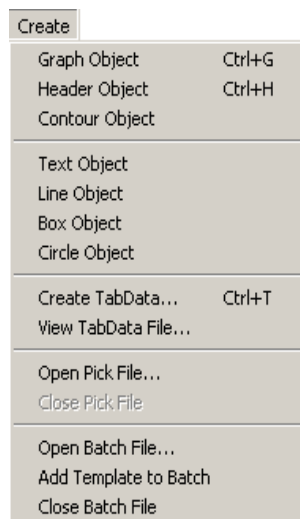 Create
Graph Object Ctrl+G
Header Object Ctrl+H
Contour Object
Text Object
Line Object
Box Object
Circle Object
Create TabData... Ctrl+T
View TabData File...
Open Pick File...
Close Pick File
Open Batch File...
Add Template to Batch
Close Batch File